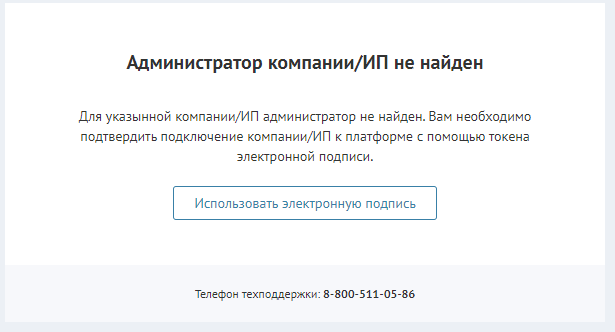 Администратор компании/ИП не найден
Для указынной компании/ИП администратор не найден. Вам необходимо
подтвердить подключение компании/ИП к платформе с помощью токена
электронной подписи.
Использовать электронную подпись
Телефон техподдержки: 8-800-511-05-86